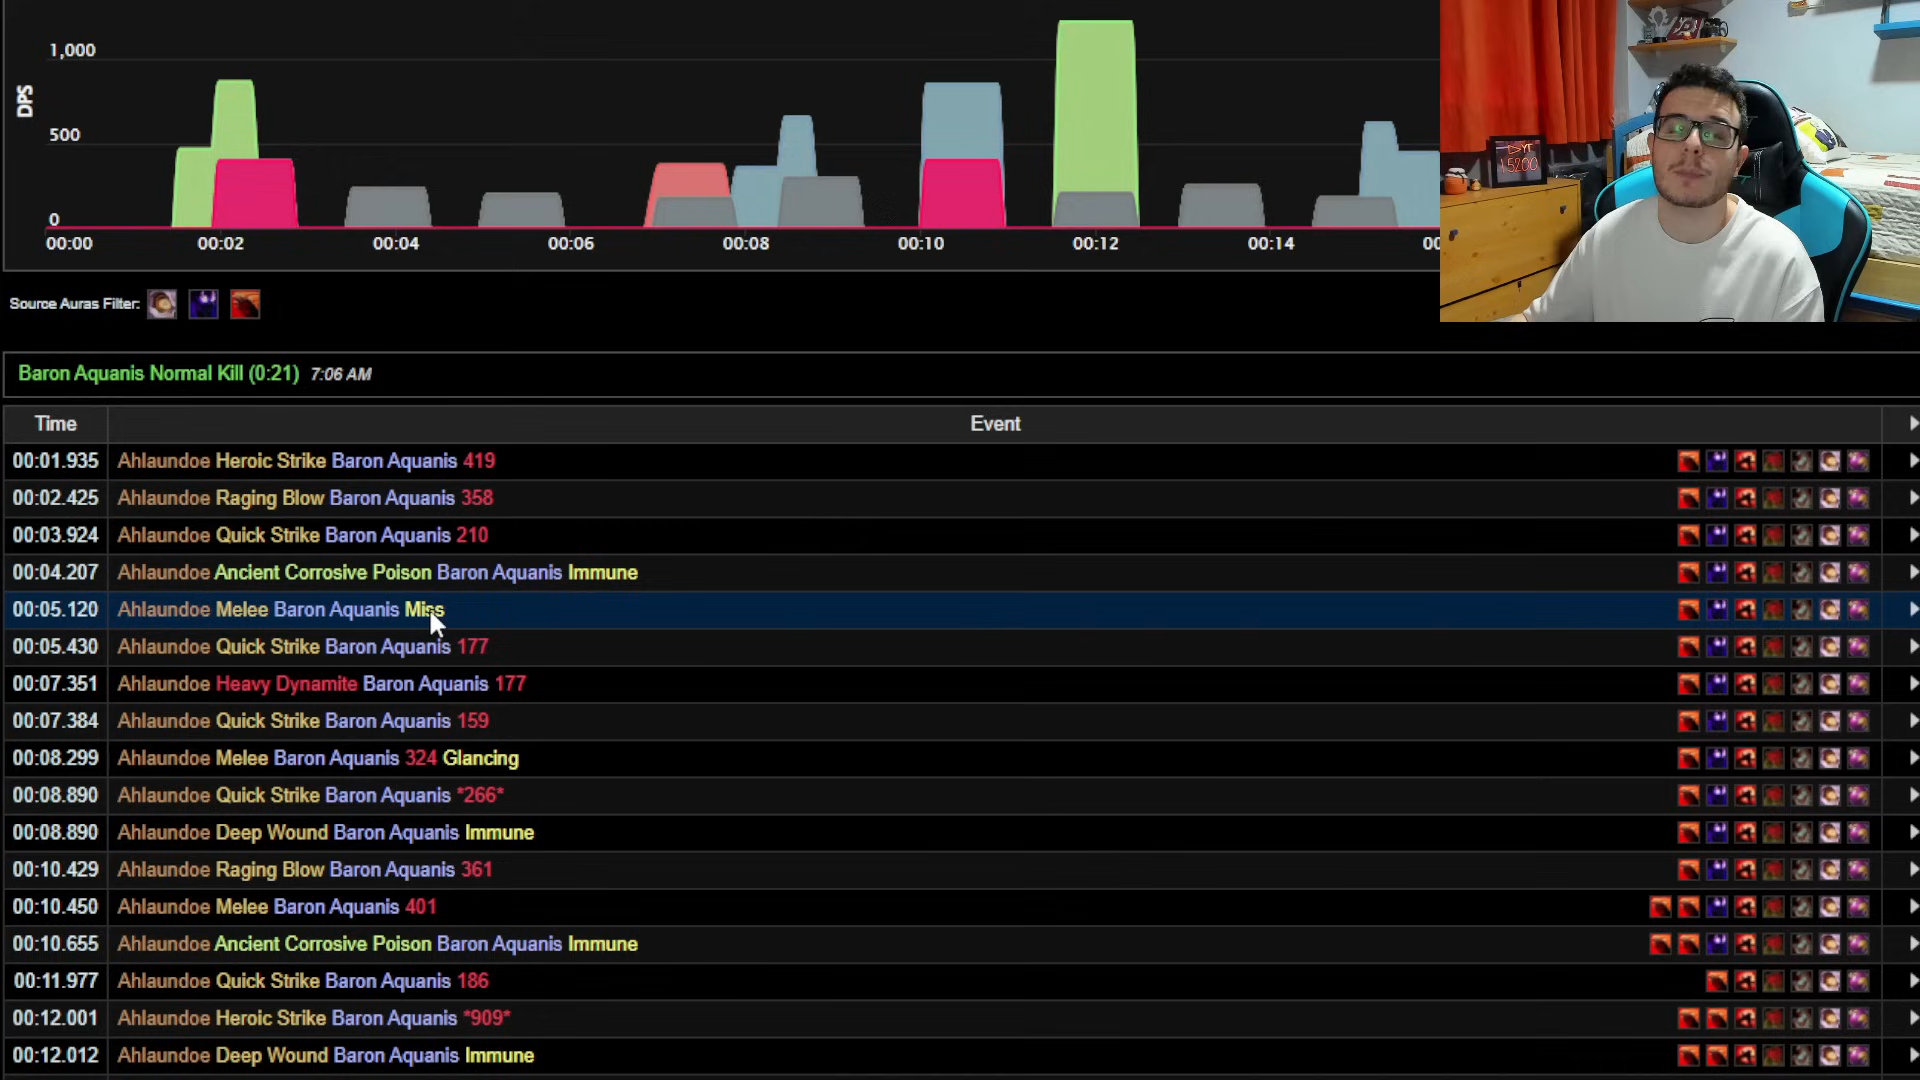 1,000
500
0
DPS
00:00 00:02 00:04 00:06 00:08 00:10 00:12 00:14 00
YT
15200
Source Auras Filter:
Baron Aquanis Normal Kill (0:21) 7:06 AM
Time Event
00:01.935 Ahlaundoe Heroic Strike Baron Aquanis 419
00:02.425 Ahlaundoe Raging Blow Baron Aquanis 358
00:03.924 Ahlaundoe Quick Strike Baron Aquanis 210
00:04.207 Ahlaundoe Ancient Corrosive Poison Baron Aquanis Immune
00:05.120 Ahlaundoe Melee Baron Aquanis Miss
00:05.430 Ahlaundoe Quick Strike Baron Aquanis 177
00:07.351 Ahlaundoe Heavy Dynamite Baron Aquanis 177
00:07.384 Ahlaundoe Quick Strike Baron Aquanis 159
00:08.299 Ahlaundoe Melee Baron Aquanis 324 Glancing
00:08.890 Ahlaundoe Quick Strike Baron Aquanis *266*
00:08.890 Ahlaundoe Deep Wound Baron Aquanis Immune
00:10.429 Ahlaundoe Raging Blow Baron Aquanis 361
00:10.450 Ahlaundoe Melee Baron Aquanis 401
00:10.655 Ahlaundoe Ancient Corrosive Poison Baron Aquanis Immune
00:11.977 Ahlaundoe Quick Strike Baron Aquanis 186
00:12.001 Ahlaundoe Heroic Strike Baron Aquanis *909*
00:12.012 Ahlaundoe Deep Wound Baron Aquanis Immune